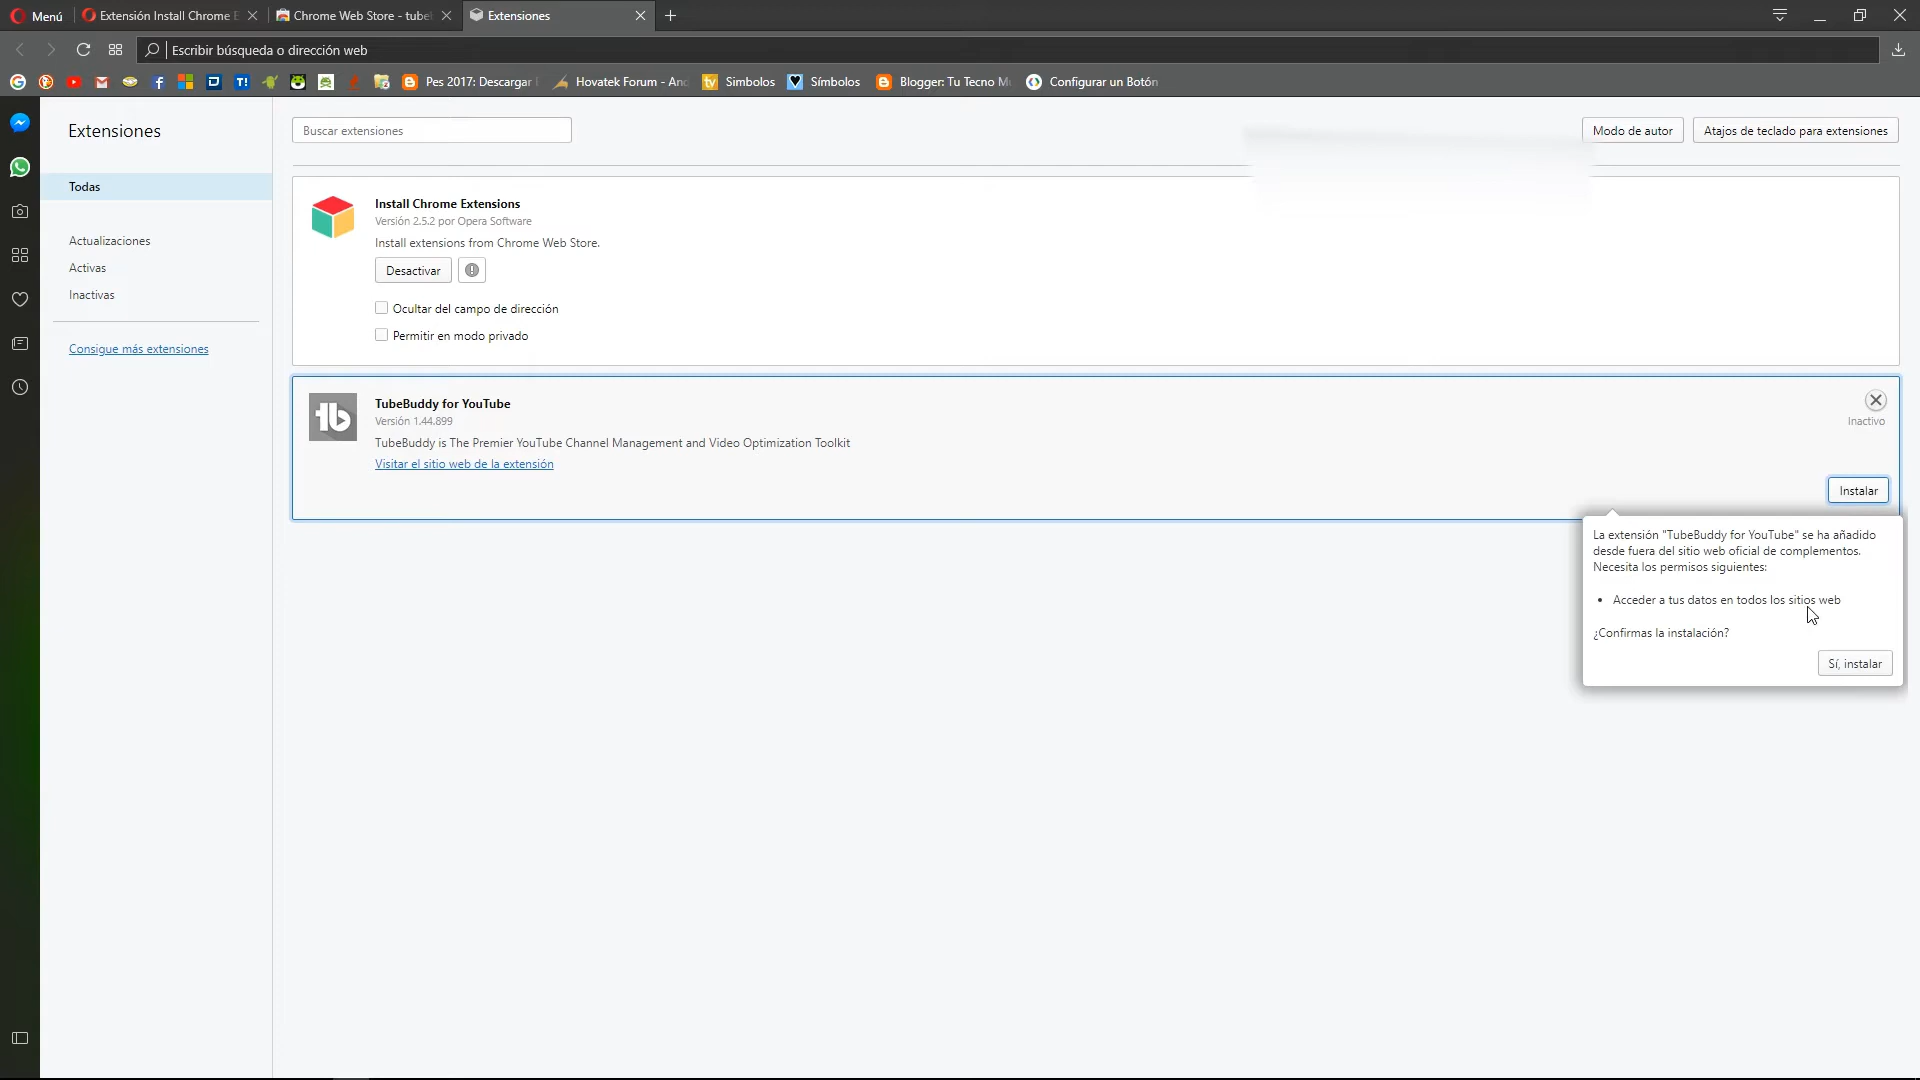 Menú
Extensión Install Chrome E
Chrome Web Store - tube
Extensiones
Escribir búsqueda o dirección web
Pes 2017: Descargar
Hovatek Forum - And
Simbolos
Símbolos
Blogger: Tu Tecno M
Configurar un Botón
Extensiones
Todas
Actualizaciones
Activas
Inactivas
Consigue más extensiones
Buscar extensiones
Modo de autor
Atajos de teclado para extensiones
Install Chrome Extensions
Versión 2.5.2 por Opera Software
Install extensions from Chrome Web Store.
Desactivar
Ocultar del campo de dirección
Permitir en modo privado
TubeBuddy for YouTube
Versión 1.44.899
TubeBuddy is The Premier YouTube Channel Management and Video Optimization Toolkit
Visitar el sitio web de la extensión
Inactivo
Instalar
La extensión "TubeBuddy for YouTube" se ha añadido
desde fuera del sitio web oficial de complementos.
Necesita los permisos siguientes:
• Acceder a tus datos en todos los sitios web
¿Confirmas la instalación?
Sí, instalar